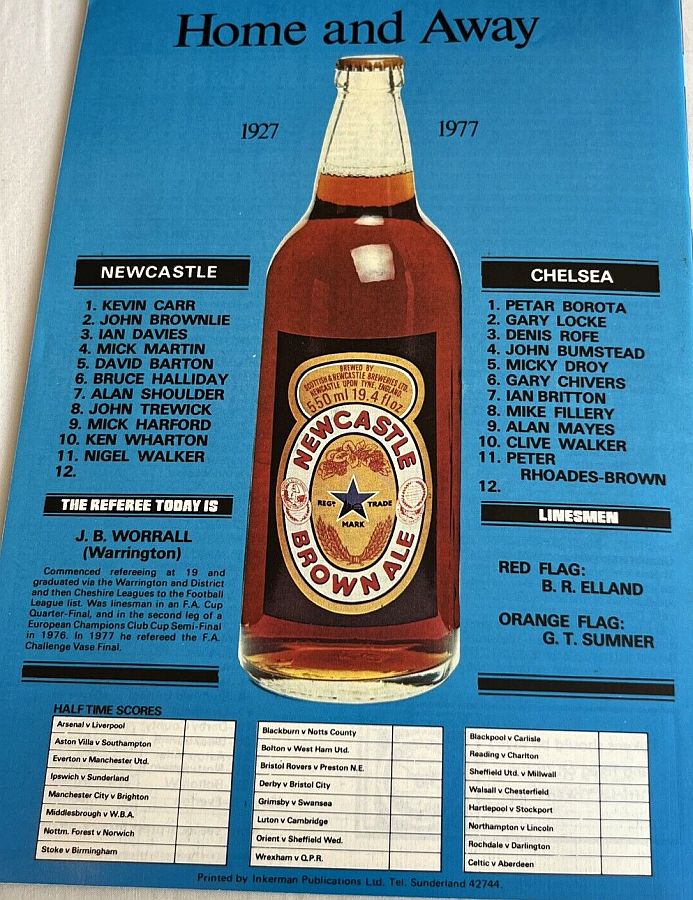 Home and Away
1927
1977
NEWCASTLE
1. KEVIN CARR
2. JOHN BROWNLIE
3. IAN DAVIES
4. MICK MARTIN
5. DAVID BARTON
6. BRUCE HALLIDAY
7. ALAN SHOULDER
8. JOHN TREWICK
9. MICK HARFORD
10. KEN WHARTON
11. NIGEL WALKER
12.
THE REFEREE TODAY IS
J. B. WORRALL
(Warrington)
Commenced refereeing at 19 and
graduated via the Warrington and District
and then Cheshire Leagues to the Football
League list. Was linesman in an F.A. Cup
Quarter-Final, and in the second leg of a
European Champions Club Cup Semi-Final
in 1976. In 1977 he refereed the F.A.
Challenge Vase Final.
BREWED BY
SCOTTISH & NEWCASTLE BREWERIES LTD.
NEWCASTLE UPON TYNE, ENGLAND.
550 ml 19.4 fl oz
NEWCASTLE
REGD TRADE
MARK
BROWN ALE
CHELSEA
1. PETAR BOROTA
2. GARY LOCKE
3. DENIS ROFE
4. JOHN BUMSTEAD
5. MICKY DROY
6. GARY CHIVERS
7. IAN BRITTON
8. MIKE FILLERY
9. ALAN MAYES
10. CLIVE WALKER
11. PETER
RHOADES-BROWN
12.
LINESMEN
RED FLAG:
B. R. ELLAND
ORANGE FLAG:
G. T. SUMNER
HALF TIME SCORES
Arsenal v Liverpool
Aston Villa v Southampton
Everton v Manchester Utd.
Ipswich v Sunderland
Manchester City v Brighton
Middlesbrough v W.B.A.
Nottm. Forest v Norwich
Stoke v Birmingham
Blackburn v Notts County
Bolton v West Ham Utd.
Bristol Rovers v Preston N.E.
Derby v Bristol City
Grimsby v Swansea
Luton v Cambridge
Orient v Sheffield Wed.
Wrexham v Q.P.R.
Blackpool v Carlisle
Reading v Charlton
Sheffield Utd. v Millwall
Walsall v Chesterfield
Hartlepool v Stockport
Northampton v Lincoln
Rochdale v Darlington
Celtic v Aberdeen
Printed by Inkerman Publications Ltd. Tel. Sunderland 42744.